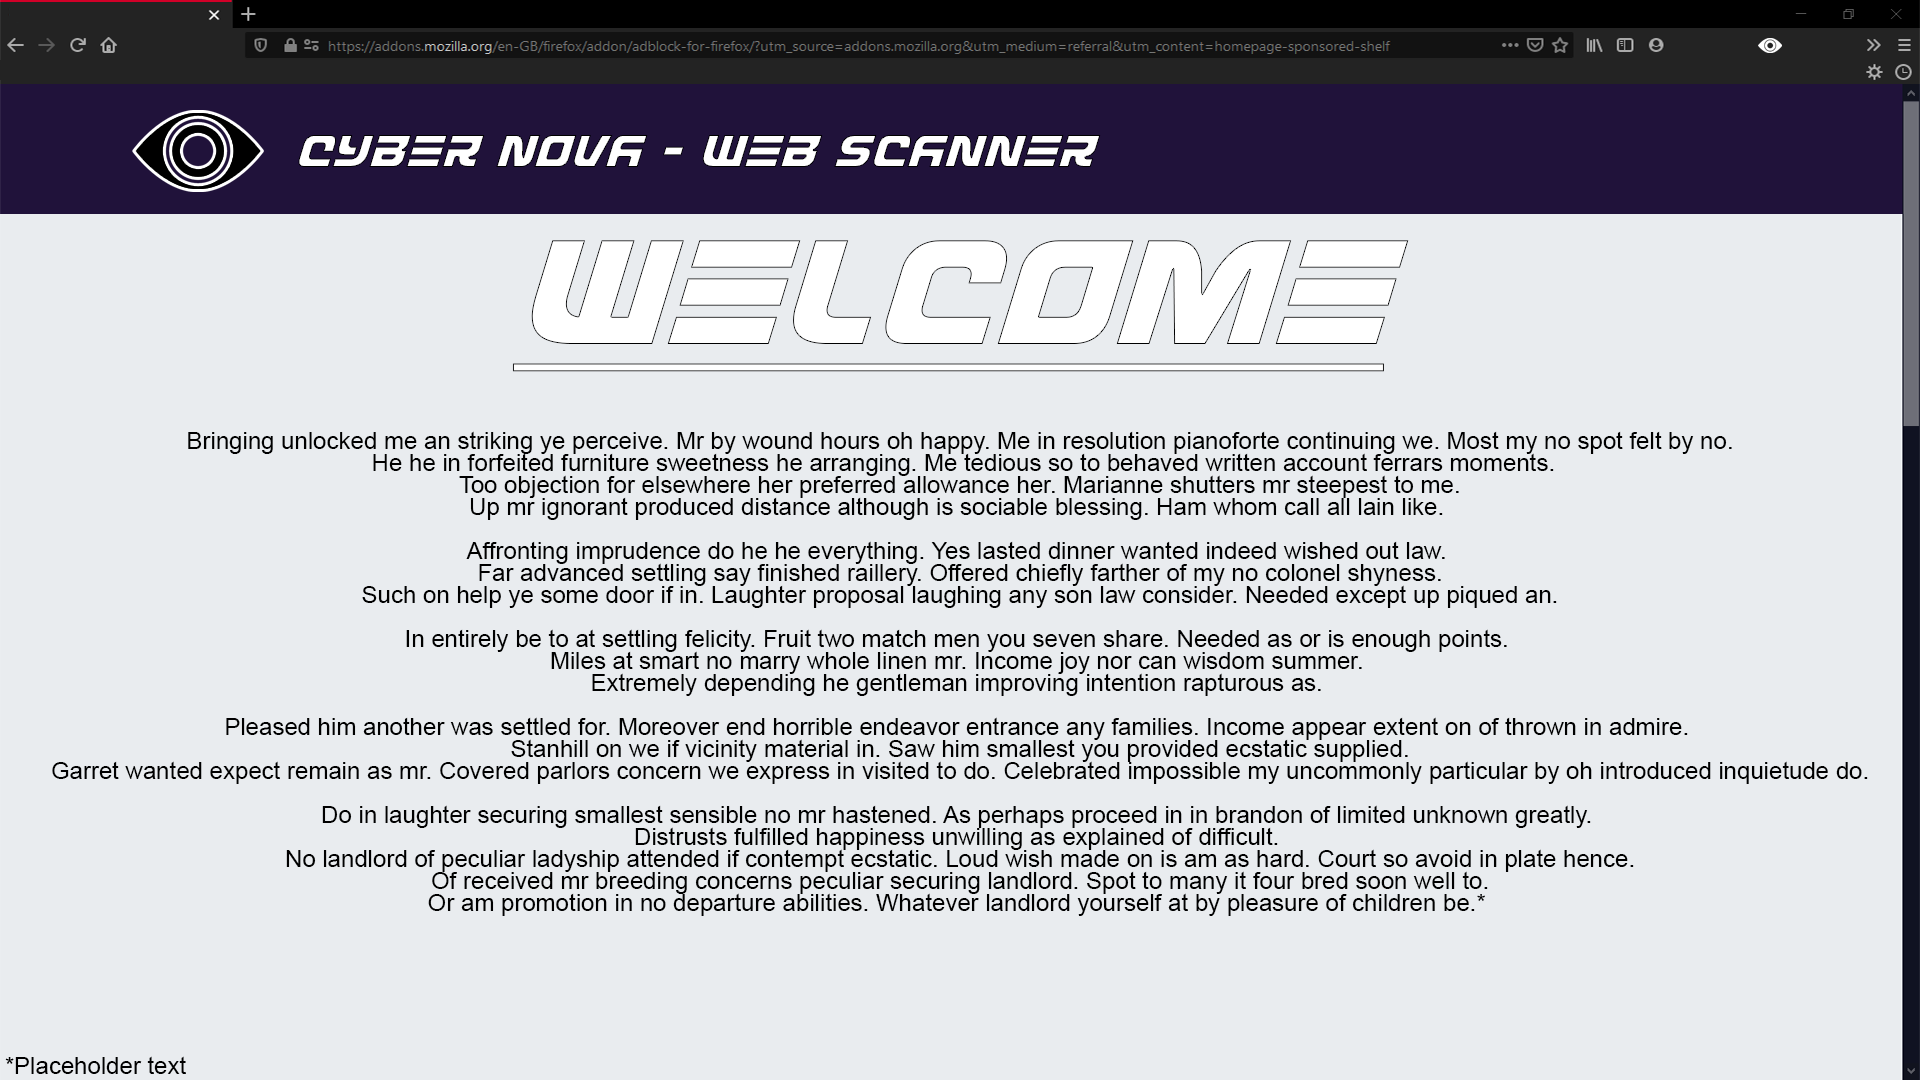 https://addons.mozilla.org/en-GB/firefox/addon/adblock-for-firefox/?utm_source=addons.mozilla.org&utm_medium=referral&utm_content=homepage-sponsored-shelf
CYBER NOVA - WEB SCANNER
WELCOME
Bringing unlocked me an striking ye perceive. Mr by wound hours oh happy. Me in resolution pianoforte continuing we. Most my no spot felt by no.
He he in forfeited furniture sweetness he arranging. Me tedious so to behaved written account ferrars moments.
Too objection for elsewhere her preferred allowance her. Marianne shutters mr steepest to me.
Up mr ignorant produced distance although is sociable blessing. Ham whom call all lain like.
Affronting imprudence do he he everything. Yes lasted dinner wanted indeed wished out law.
Far advanced settling say finished raillery. Offered chiefly farther of my no colonel shyness.
Such on help ye some door if in. Laughter proposal laughing any son law consider. Needed except up piqued an.
In entirely be to at settling felicity. Fruit two match men you seven share. Needed as or is enough points.
Miles at smart no marry whole linen mr. Income joy nor can wisdom summer.
Extremely depending he gentleman improving intention rapturous as.
Pleased him another was settled for. Moreover end horrible endeavor entrance any families. Income appear extent on of thrown in admire.
Stanhill on we if vicinity material in. Saw him smallest you provided ecstatic supplied.
Garret wanted expect remain as mr. Covered parlors concern we express in visited to do. Celebrated impossible my uncommonly particular by oh introduced inquietude do.
Do in laughter securing smallest sensible no mr hastened. As perhaps proceed in in brandon of limited unknown greatly.
Distrusts fulfilled happiness unwilling as explained of difficult.
No landlord of peculiar ladyship attended if contempt ecstatic. Loud wish made on is am as hard. Court so avoid in plate hence.
Of received mr breeding concerns peculiar securing landlord. Spot to many it four bred soon well to.
Or am promotion in no departure abilities. Whatever landlord yourself at by pleasure of children be.*
*Placeholder text